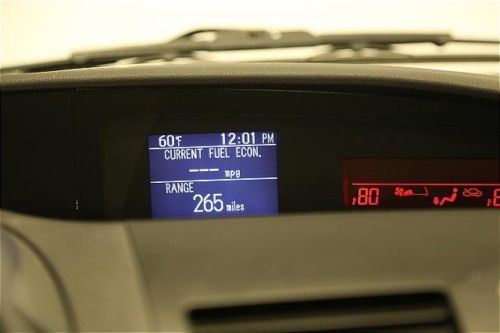 60°F 12:01 PM
CURRENT FUEL ECON.
--- mpg
RANGE
265 miles
80